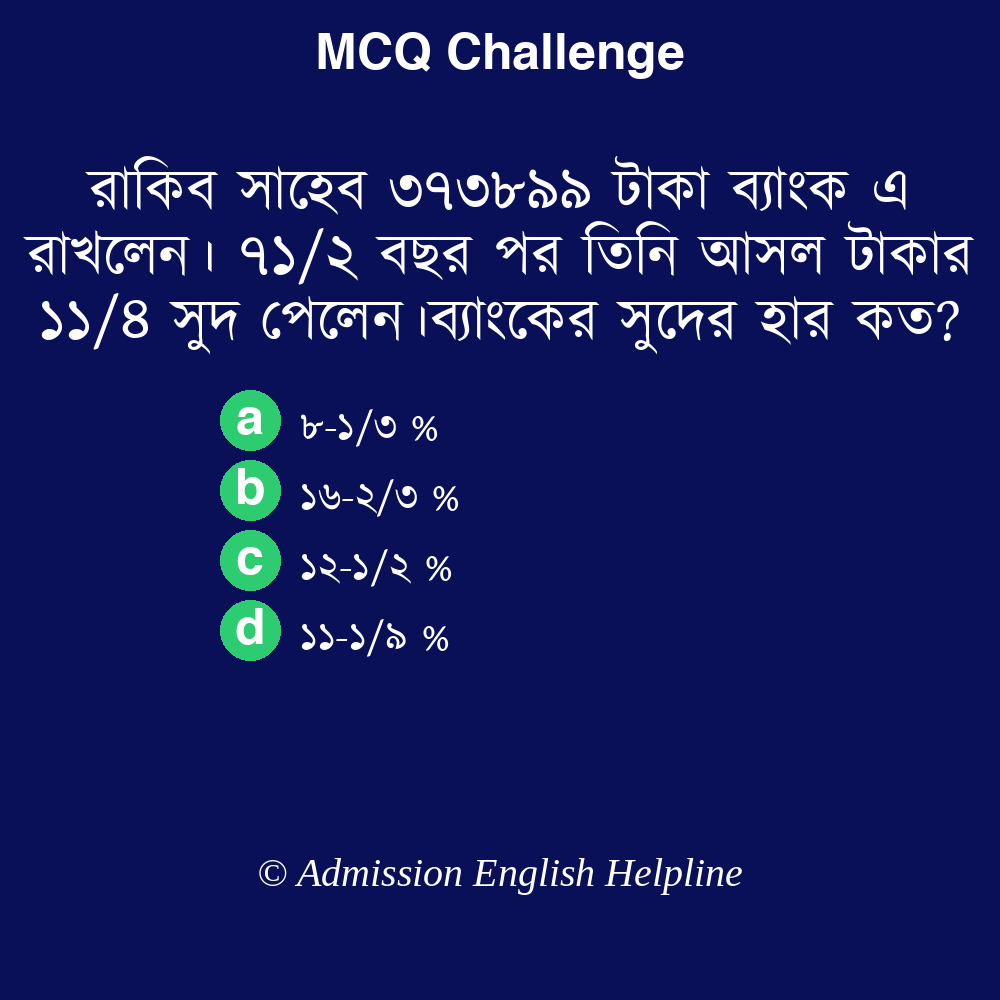 MCQ Challenge
রাকিব সাহেব ৩৭৩৮৯৯ টাকা ব্যাংক এ
রাখলেন। ৭১/২ বছর পর তিনি আসল টাকার
১১/৪ সুদ পেলেন।ব্যাংকের সুদের হার কত?
a ৮-১/৩ %
b ১৬-২/৩ %
c ১২-১/২ %
d ১১-১/৯ %
© Admission English Helpline